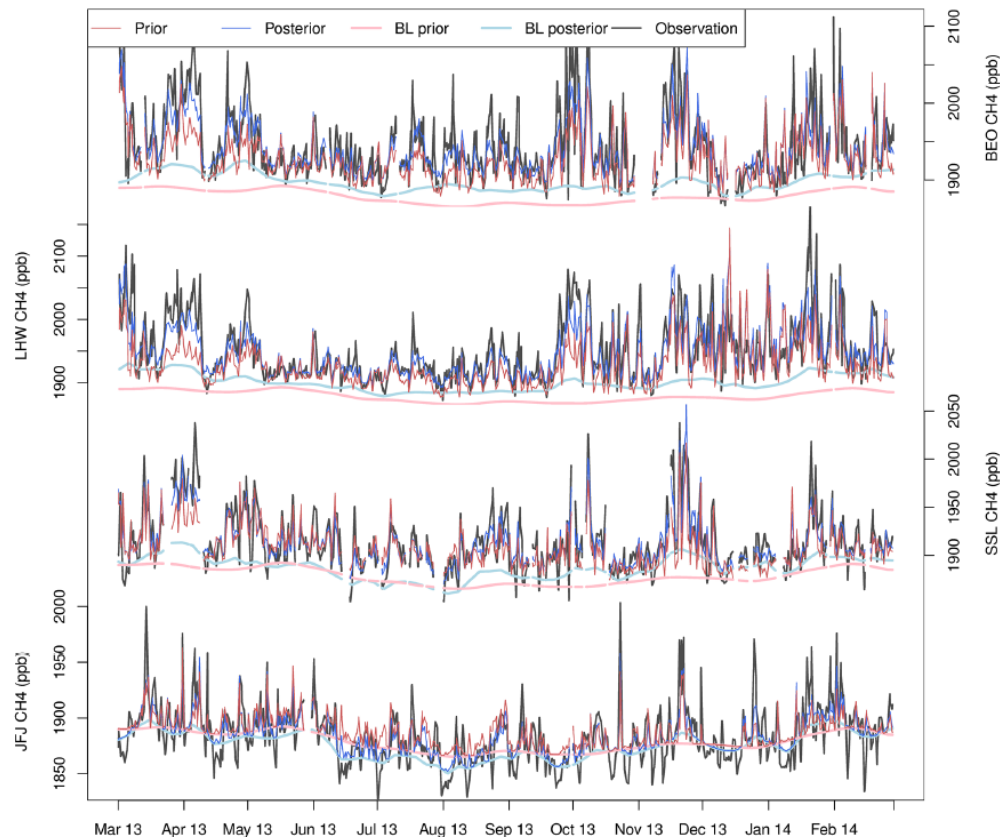 Prior Posterior BL prior BL posterior Observation
BEO CH4 (ppb)
2100
2000
1900
LHW CH4 (ppb)
2100
2000
1900
SSL CH4 (ppb)
2050
2000
1950
1900
JFJ CH4 (ppb)
2000
1950
1900
1850
Mar 13 Apr 13 May 13 Jun 13 Jul 13 Aug 13 Sep 13 Oct 13 Nov 13 Dec 13 Jan 14 Feb 14